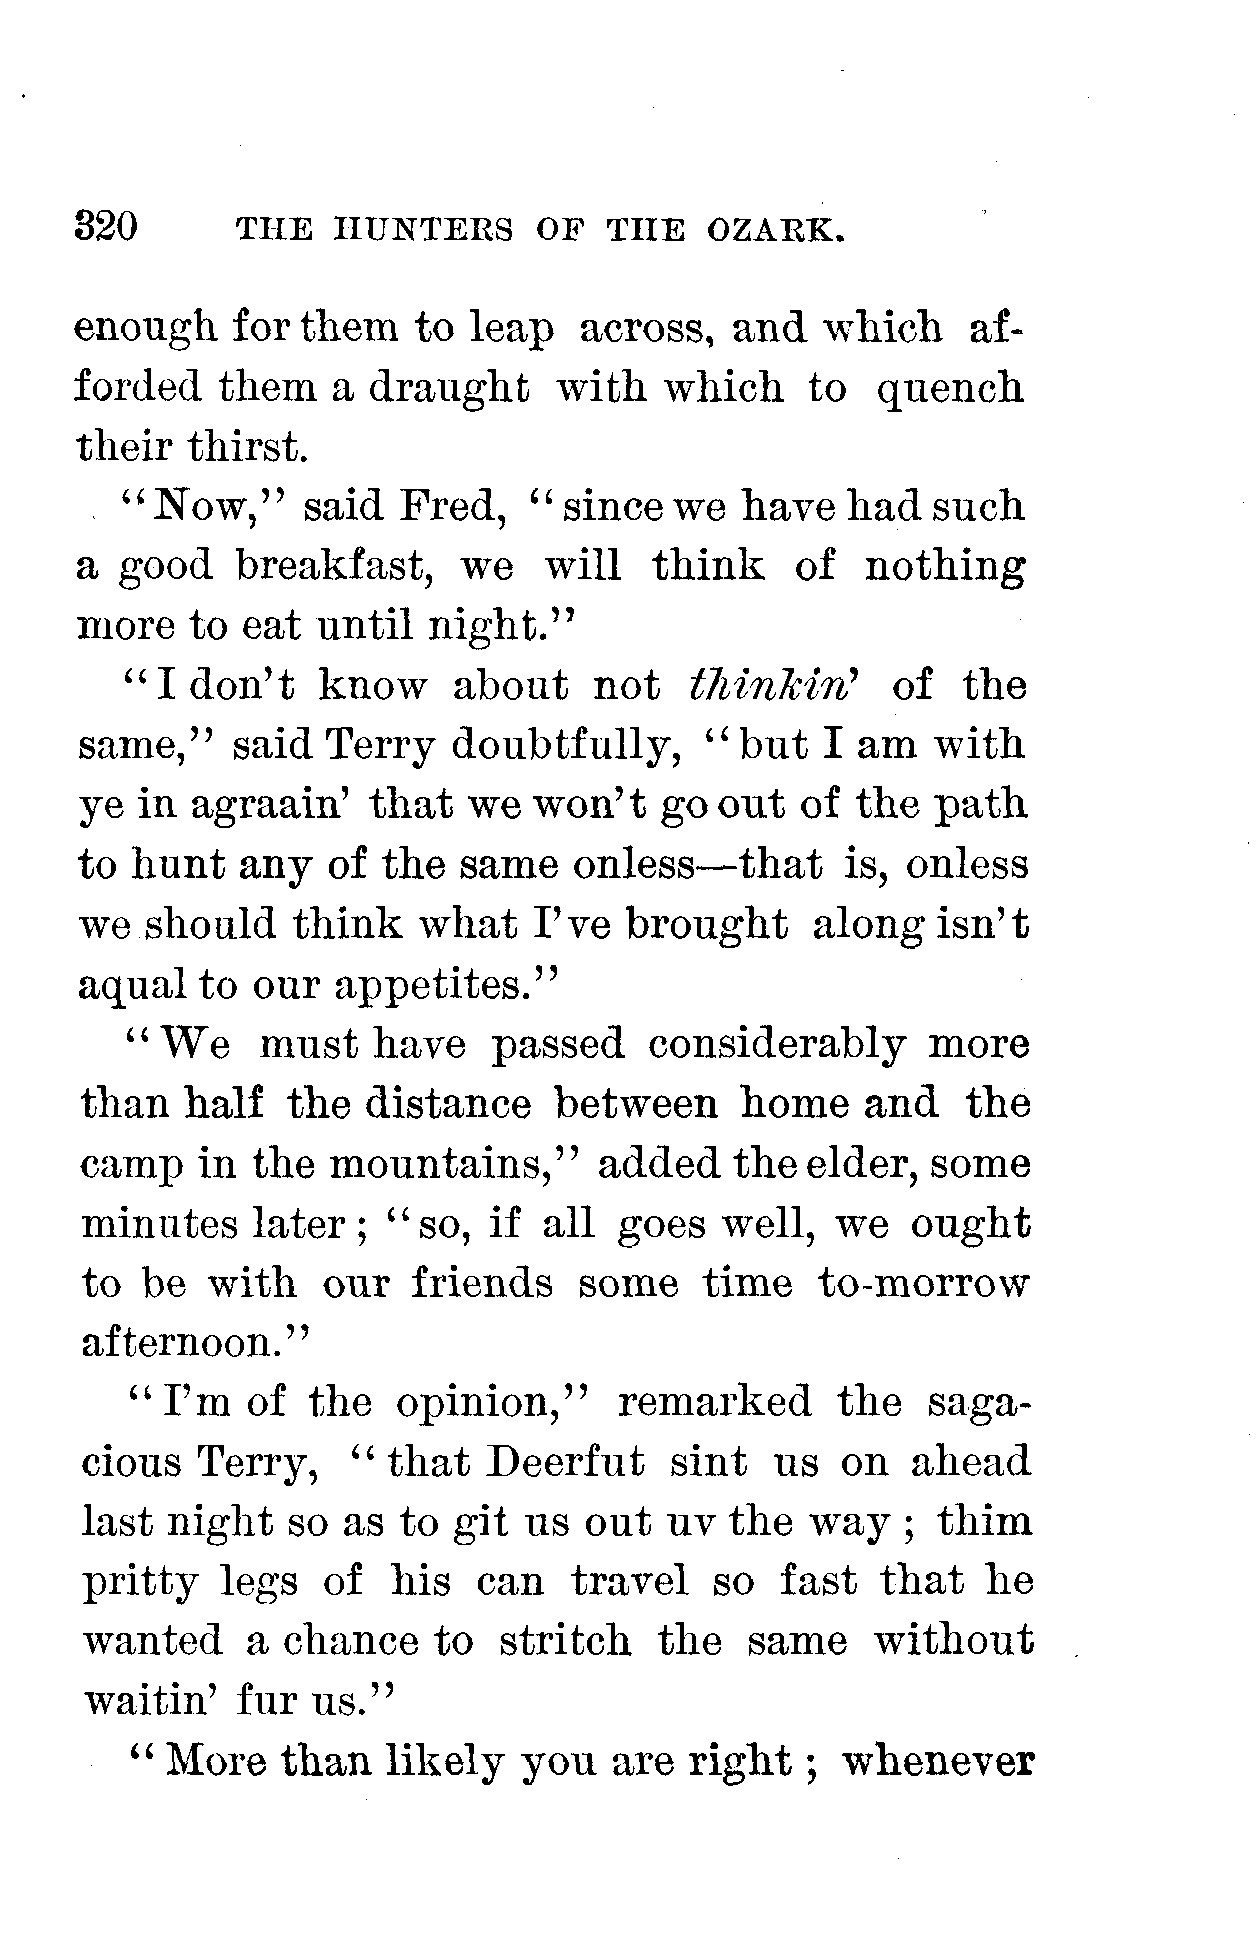 320 THE HUNTERS OF THE OZARK.
enough for them to leap across, and which af-
forded them a draught with which to quench
their thirst.
"Now," said Fred, "since we have had such
a good breakfast, we will think of nothing
more to eat until night."
"I don't know about not thinkin' of the
same," said Terry doubtfully, "but I am with
ye in agraain' that we won't go out of the path
to hunt any of the same onless—that is, onless
we should think what I've brought along isn't
aqual to our appetites."
"We must have passed considerably more
than half the distance between home and the
camp in the mountains," added the elder, some
minutes later; "so, if all goes well, we ought
to be with our friends some time to-morrow
afternoon."
"I'm of the opinion," remarked the saga-
cious Terry, "that Deerfut sint us on ahead
last night so as to git us out uv the way; thim
pritty legs of his can travel so fast that he
wanted a chance to stritch the same without
waitin' fur us."
"More than likely you are right; whenever